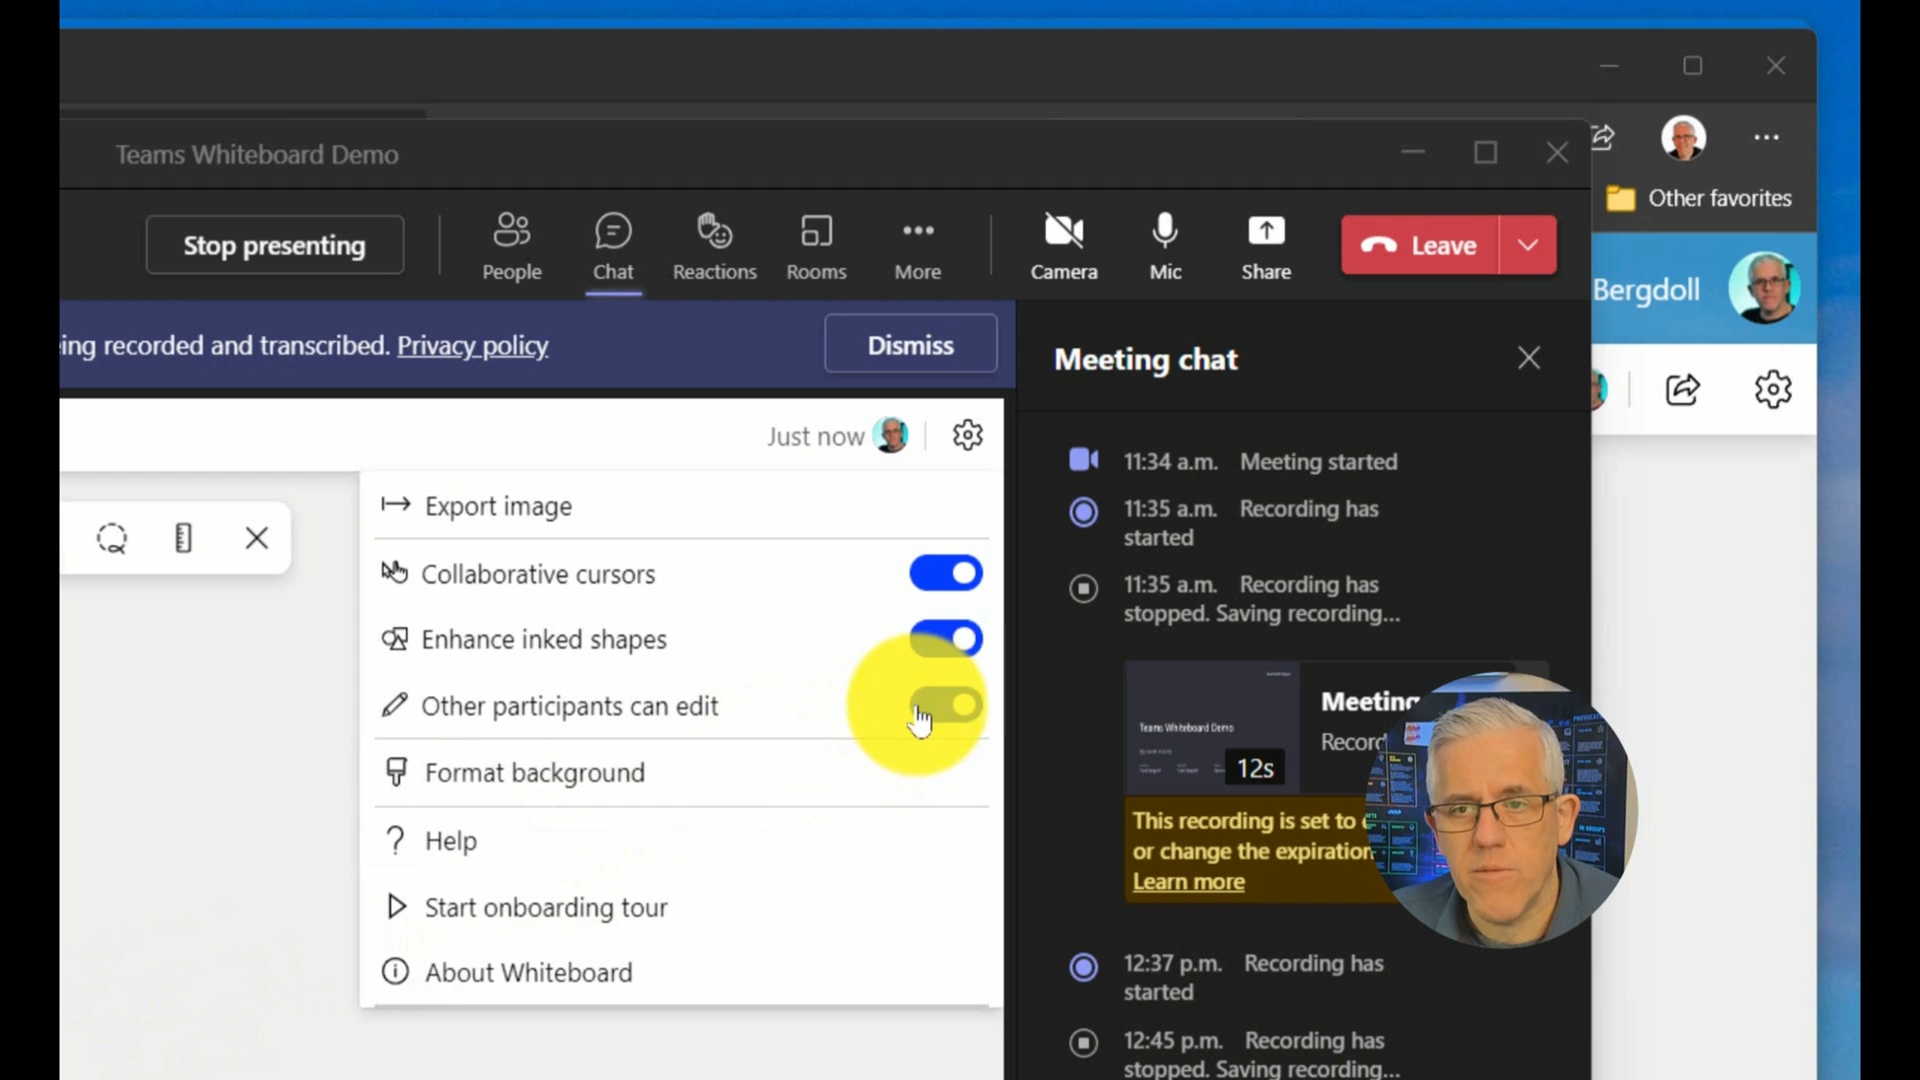 Teams Whiteboard Demo
Other favorites
Stop presenting
People
Chat
Reactions
Rooms
More
Camera
Mic
Share
Leave
Bergdoll
ing recorded and transcribed. Privacy policy
Dismiss
Meeting chat
Just now
Export image
Collaborative cursors
Enhance inked shapes
Other participants can edit
Format background
Help
Start onboarding tour
About Whiteboard
11:34 a.m. Meeting started
11:35 a.m. Recording has
started
11:35 a.m. Recording has
stopped. Saving recording...
Teams Whiteboard Demo
12s
Meeting
Record
This recording is set to
or change the expiration
Learn more
12:37 p.m. Recording has
started
12:45 p.m. Recording has
stopped. Saving recording...